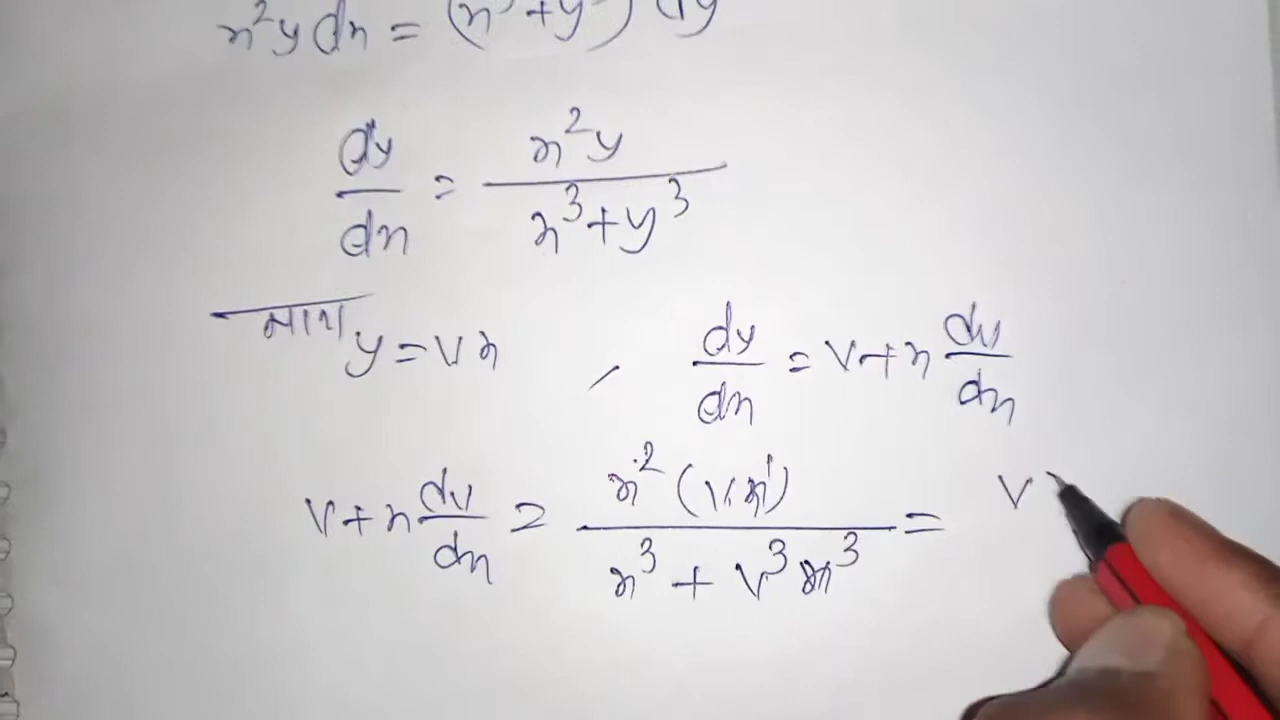 x²y dx = (x³+y³) dy
dy/dx = x²y / x³+y³
माना y = vx , dy/dx = v+x dv/dx
v+x dv/dx = x² (v.x¹) / x³ + v³x³ = v